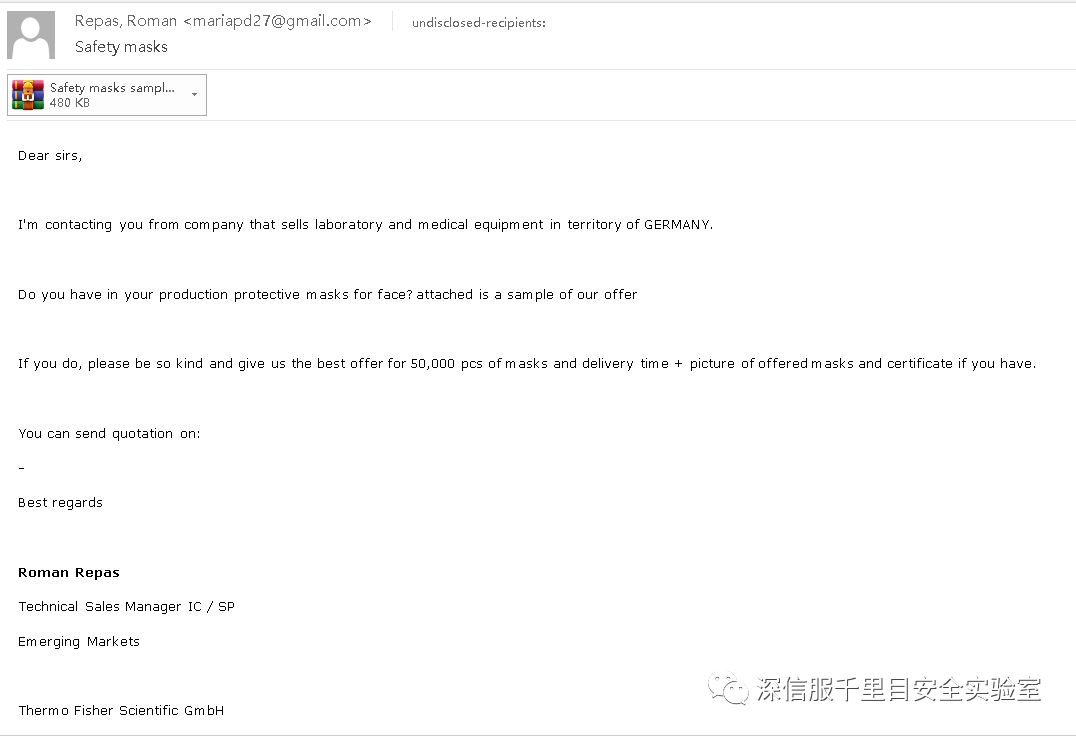 Repas, Roman <mariapd27@gmail.com> undisclosed-recipients:
Safety masks
Safety masks sampl...
480 KB
Dear sirs,
I'm contacting you from company that sells laboratory and medical equipment in territory of GERMANY.
Do you have in your production protective masks for face? attached is a sample of our offer
If you do, please be so kind and give us the best offer for 50,000 pcs of masks and delivery time + picture of offered masks and certificate if you have.
You can send quotation on:
-
Best regards
Roman Repas
Technical Sales Manager IC / SP
Emerging Markets
深信服千里目安全实验室
Thermo Fisher Scientific GmbH